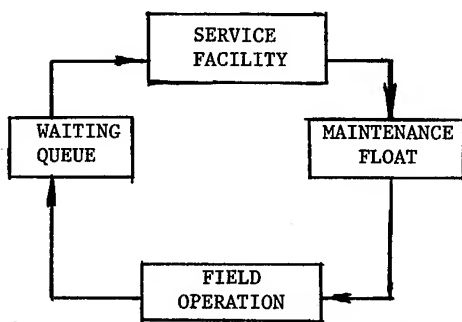 SERVICE
FACILITY
WAITING
QUEUE
MAINTENANCE
FLOAT
FIELD
OPERATION